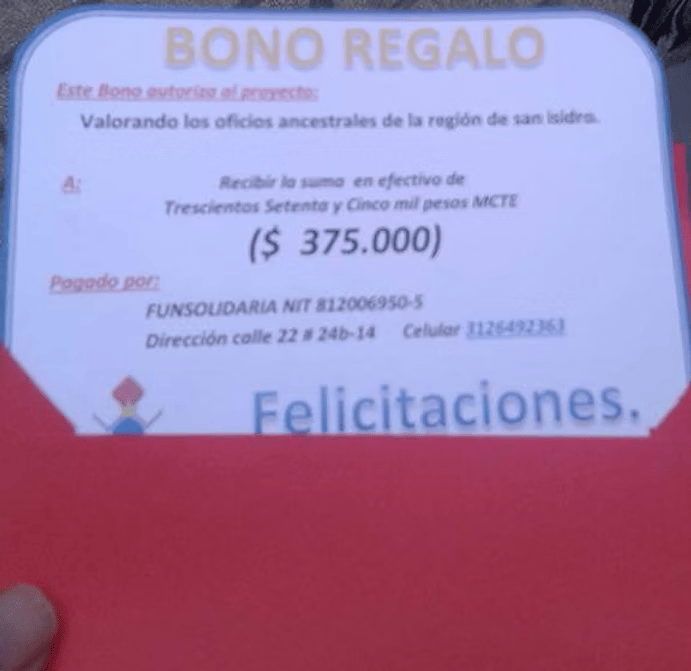 BONO REGALO
Este Bono autoriza al proyecto:
Valorando los oficios ancestrales de la región de san isidro.
A:
Recibir la suma en efectivo de
Trescientos Setenta y Cinco mil pesos MCTE
($ 375.000)
Pagado por:
FUNSOLIDARIA NIT 812006950-5
Dirección calle 22 # 24b-14 Celular 3126492363
Felicitaciones.